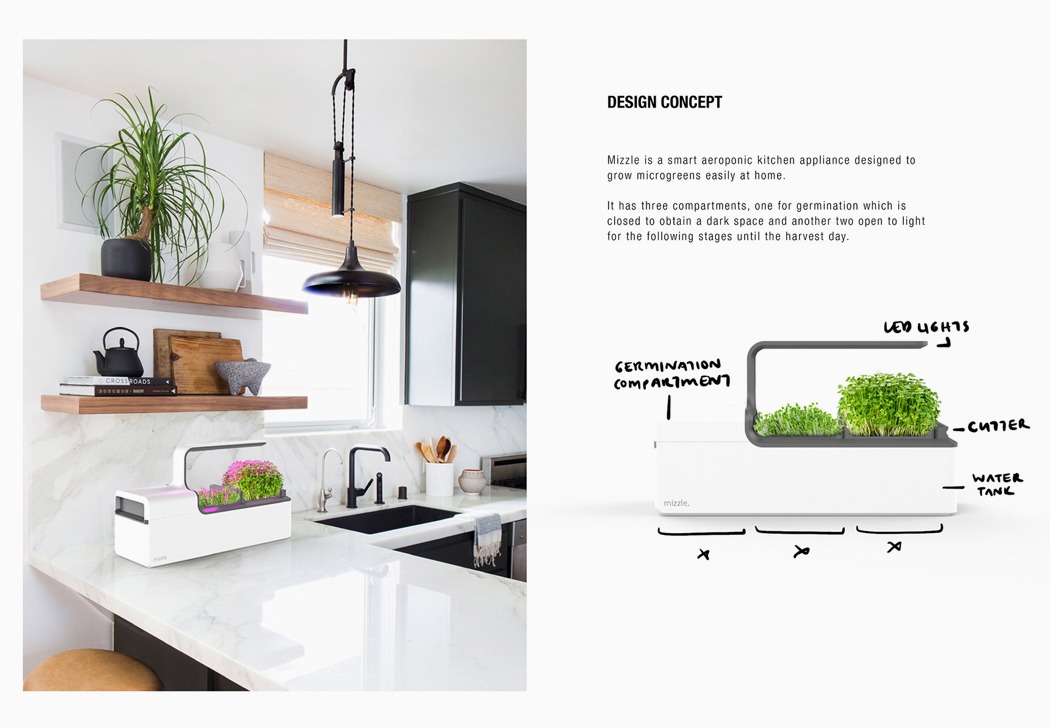 CROSSROADS
BAKERY
mizzle.
DESIGN CONCEPT
Mizzle is a smart aeroponic kitchen appliance designed to
grow microgreens easily at home.
It has three compartments, one for germination which is
closed to obtain a dark space and another two open to light
for the following stages until the harvest day.
LED LIGHTS
GERMINATION
COMPARTMENT
CUTTER
WATER
TANK
mizzle.
x
x
x